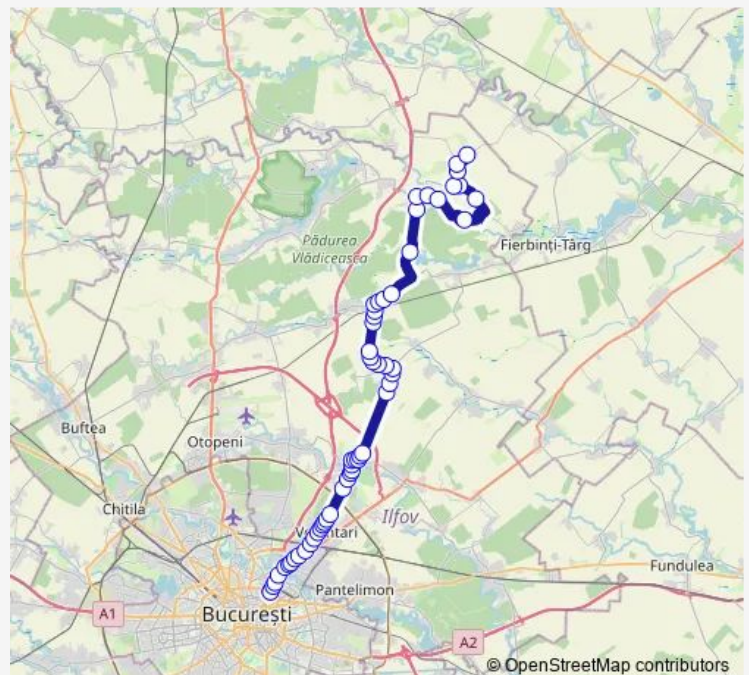 Pădurea
Vlădiceasca
Fierbinți-Târg
Buftea
Otopeni
Chitila
Ilfov
Voluntari
Fundulea
Pantelimon
A1
București
A2
© OpenStreetMap contributors